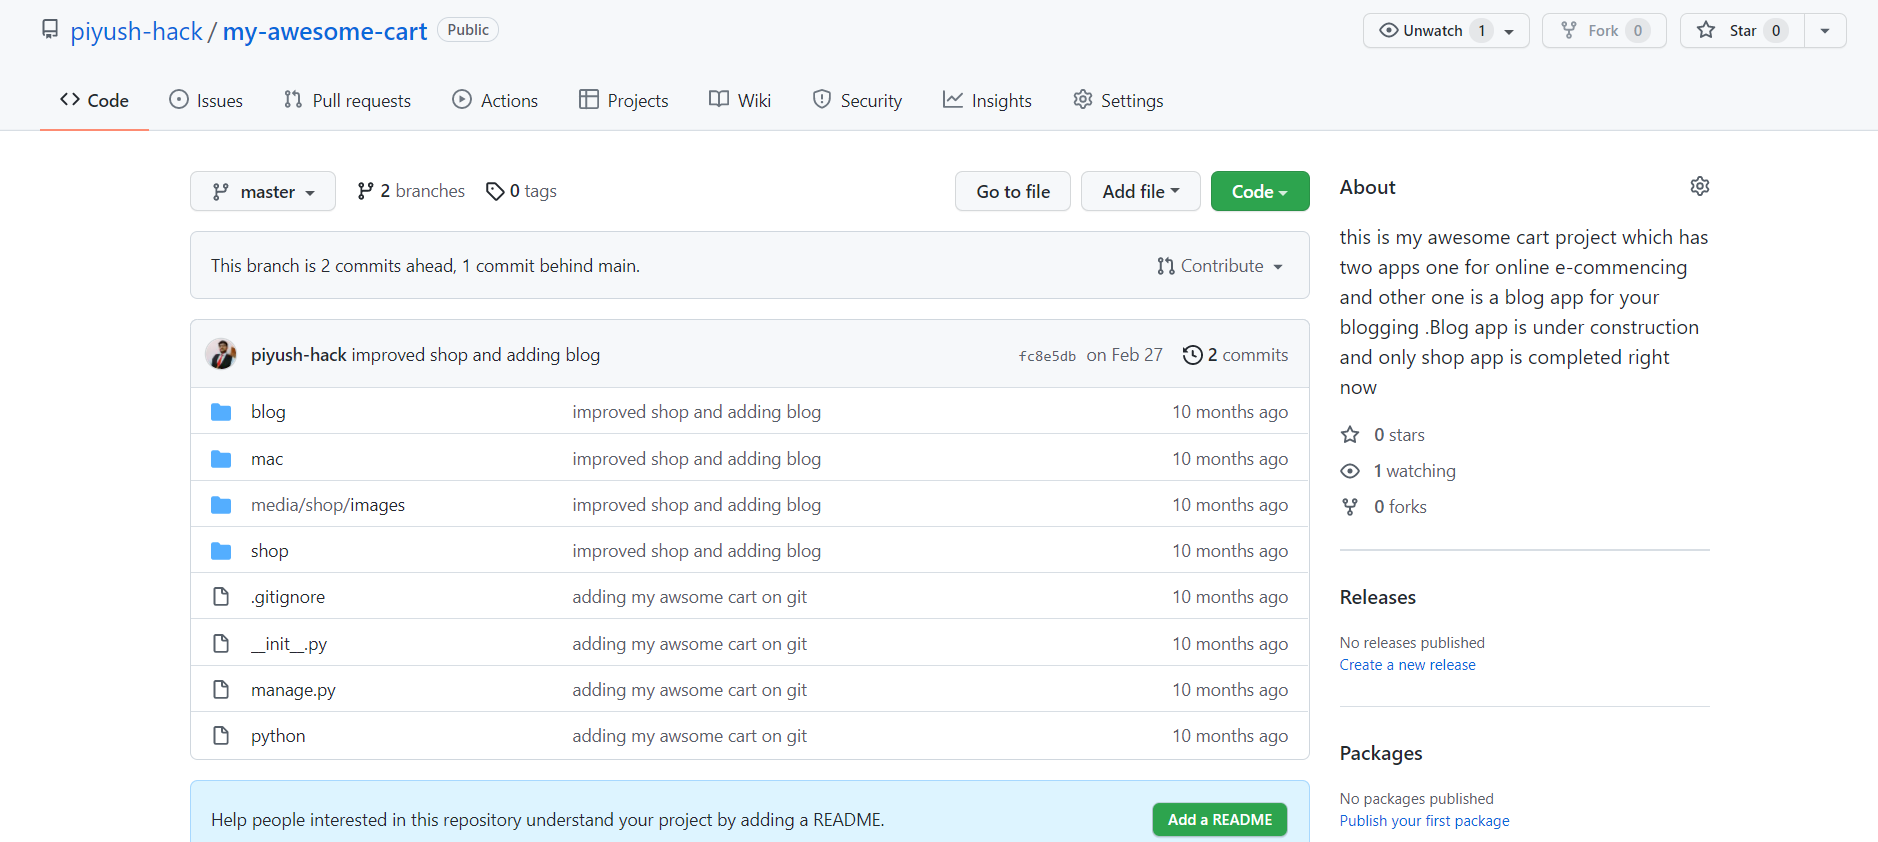 piyush-hack / my-awesome-cart Public
Unwatch 1 Fork 0 Star 0
Code Issues Pull requests Actions Projects Wiki Security Insights Settings
master 2 branches 0 tags Go to file Add file Code
This branch is 2 commits ahead, 1 commit behind main. Contribute
piyush-hack improved shop and adding blog fc8e5db on Feb 27 2 commits
blog improved shop and adding blog 10 months ago
mac improved shop and adding blog 10 months ago
media/shop/images improved shop and adding blog 10 months ago
shop improved shop and adding blog 10 months ago
.gitignore adding my awsome cart on git 10 months ago
__init__.py adding my awsome cart on git 10 months ago
manage.py adding my awsome cart on git 10 months ago
python adding my awsome cart on git 10 months ago
Help people interested in this repository understand your project by adding a README. Add a README
About
this is my awesome cart project which has
two apps one for online e-commencing
and other one is a blog app for your
blogging .Blog app is under construction
and only shop app is completed right
now
0 stars
1 watching
0 forks
Releases
No releases published
Create a new release
Packages
No packages published
Publish your first package